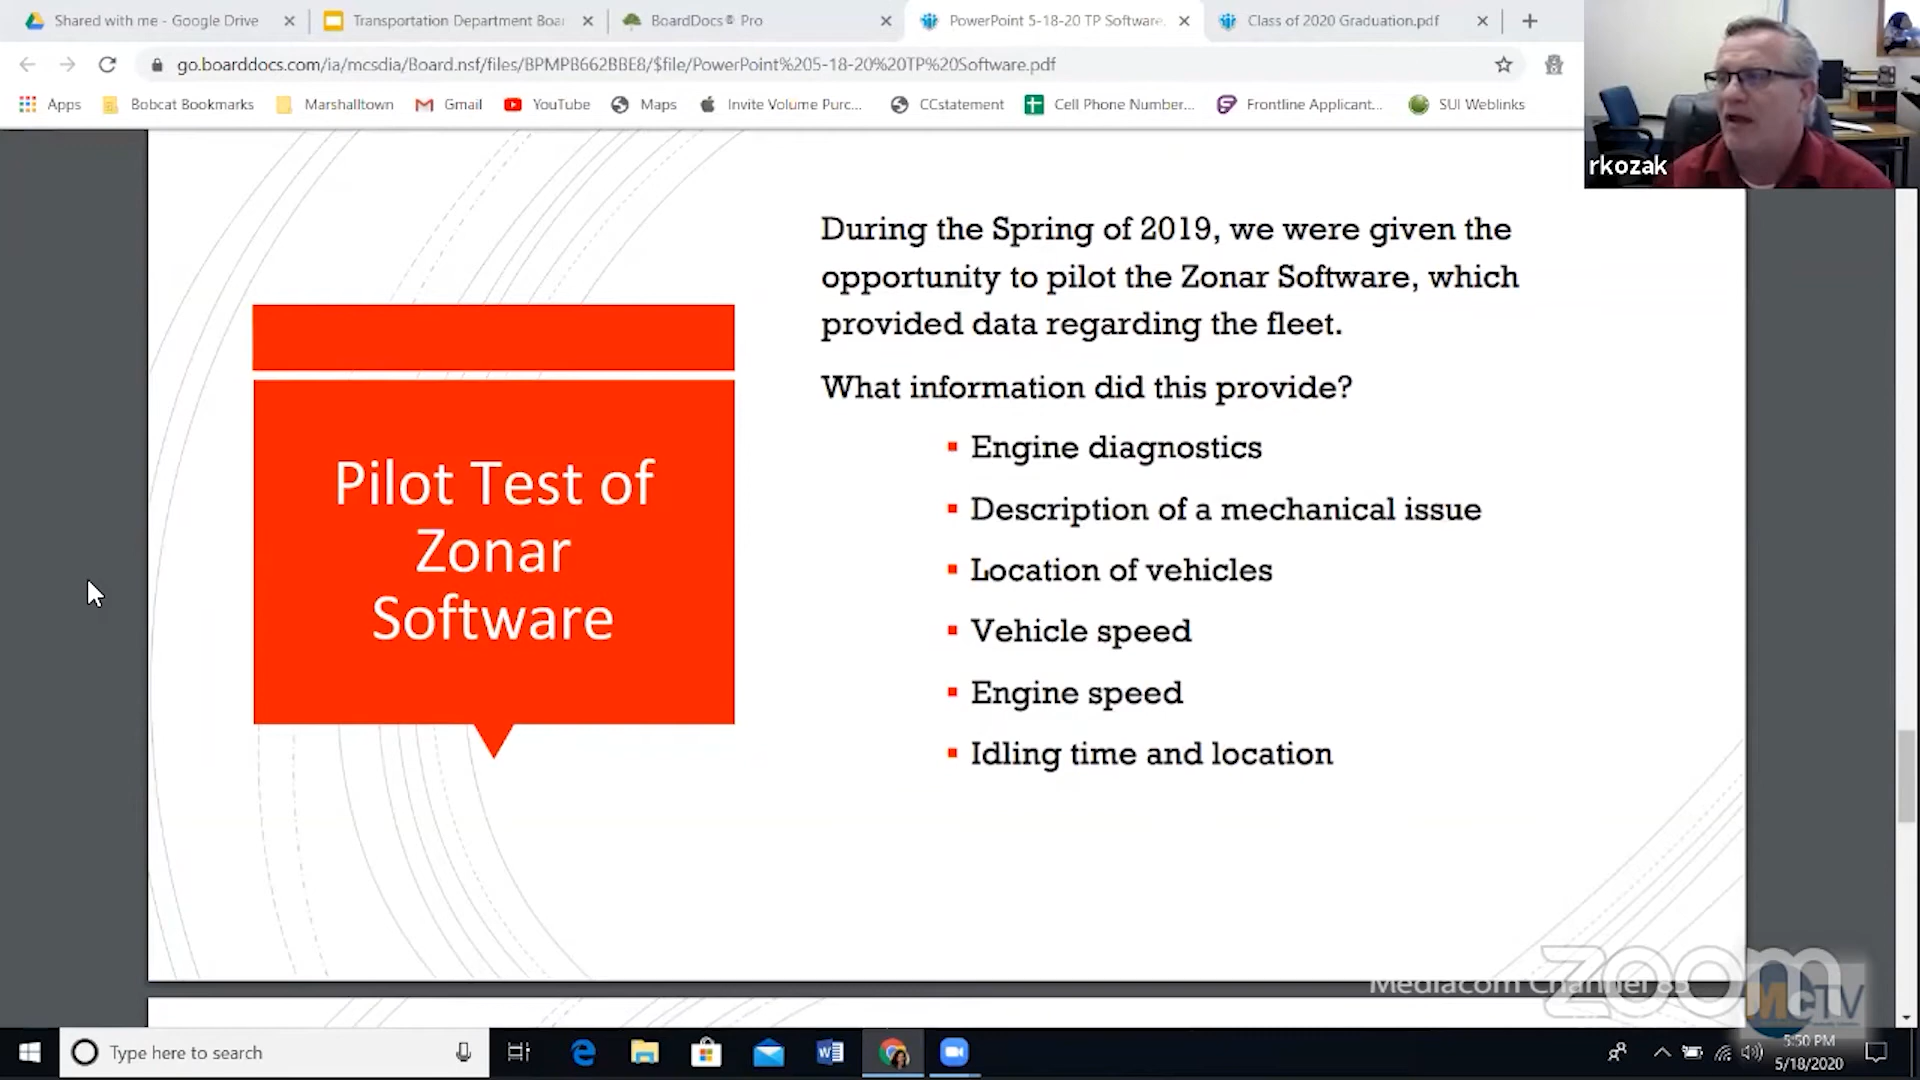 Shared with me - Google Drive
Transportation Department Boa
BoardDocs® Pro
PowerPoint 5-18-20 TP Software.
Class of 2020 Graduation.pdf
go.boarddocs.com/ia/mcsdia/Board.nsf/files/BPMPB662BBE8/$file/PowerPoint%205-18-20%20TP%20Software.pdf
Apps
Bobcat Bookmarks
Marshalltown
Gmail
YouTube
Maps
Invite Volume Purc...
CCstatement
Cell Phone Number...
Frontline Applicant...
SUI Weblinks
rkozak
Pilot Test of
Zonar
Software
During the Spring of 2019, we were given the
opportunity to pilot the Zonar Software, which
provided data regarding the fleet.
What information did this provide?
Engine diagnostics
Description of a mechanical issue
Location of vehicles
Vehicle speed
Engine speed
Idling time and location
Mediacom Channel 85
zoom
McTV
Type here to search
5:50 PM
5/18/2020